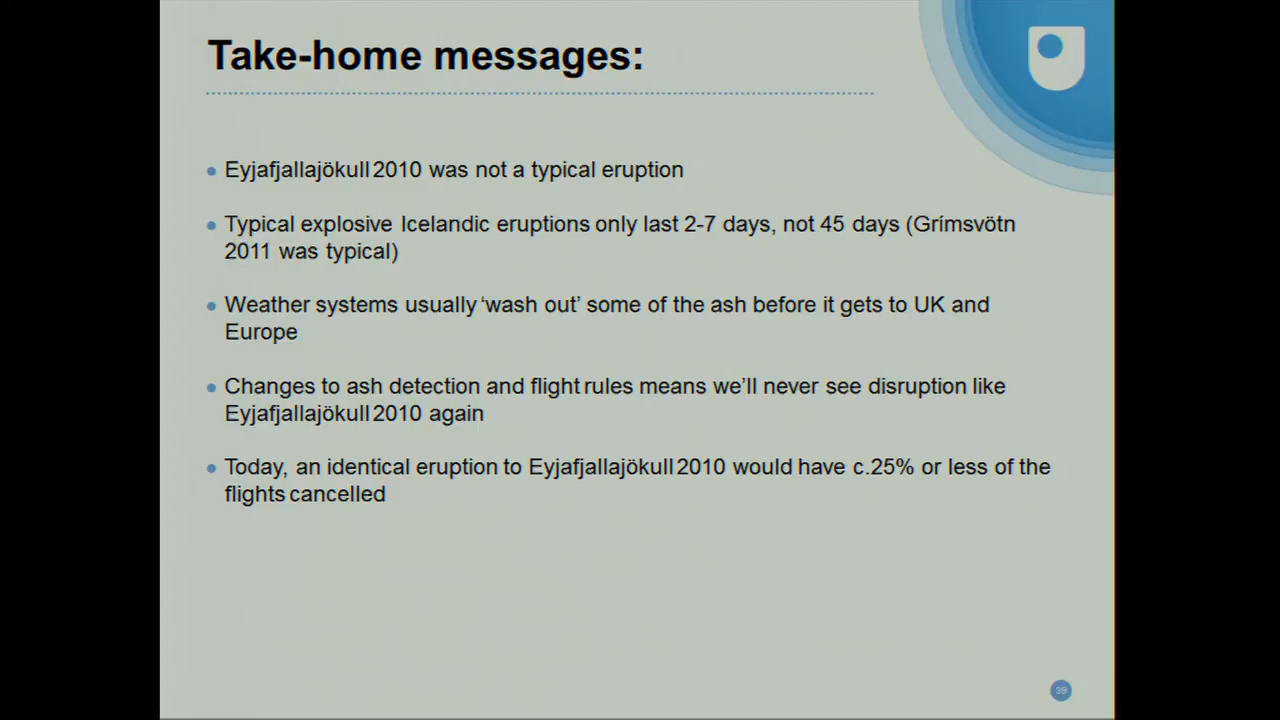 Take-home messages:
Eyjafjallajökull 2010 was not a typical eruption
Typical explosive Icelandic eruptions only last 2-7 days, not 45 days (Grímsvötn
2011 was typical)
Weather systems usually ‘wash out’ some of the ash before it gets to UK and
Europe
Changes to ash detection and flight rules means we’ll never see disruption like
Eyjafjallajökull 2010 again
Today, an identical eruption to Eyjafjallajökull 2010 would have c.25% or less of the
flights cancelled
39